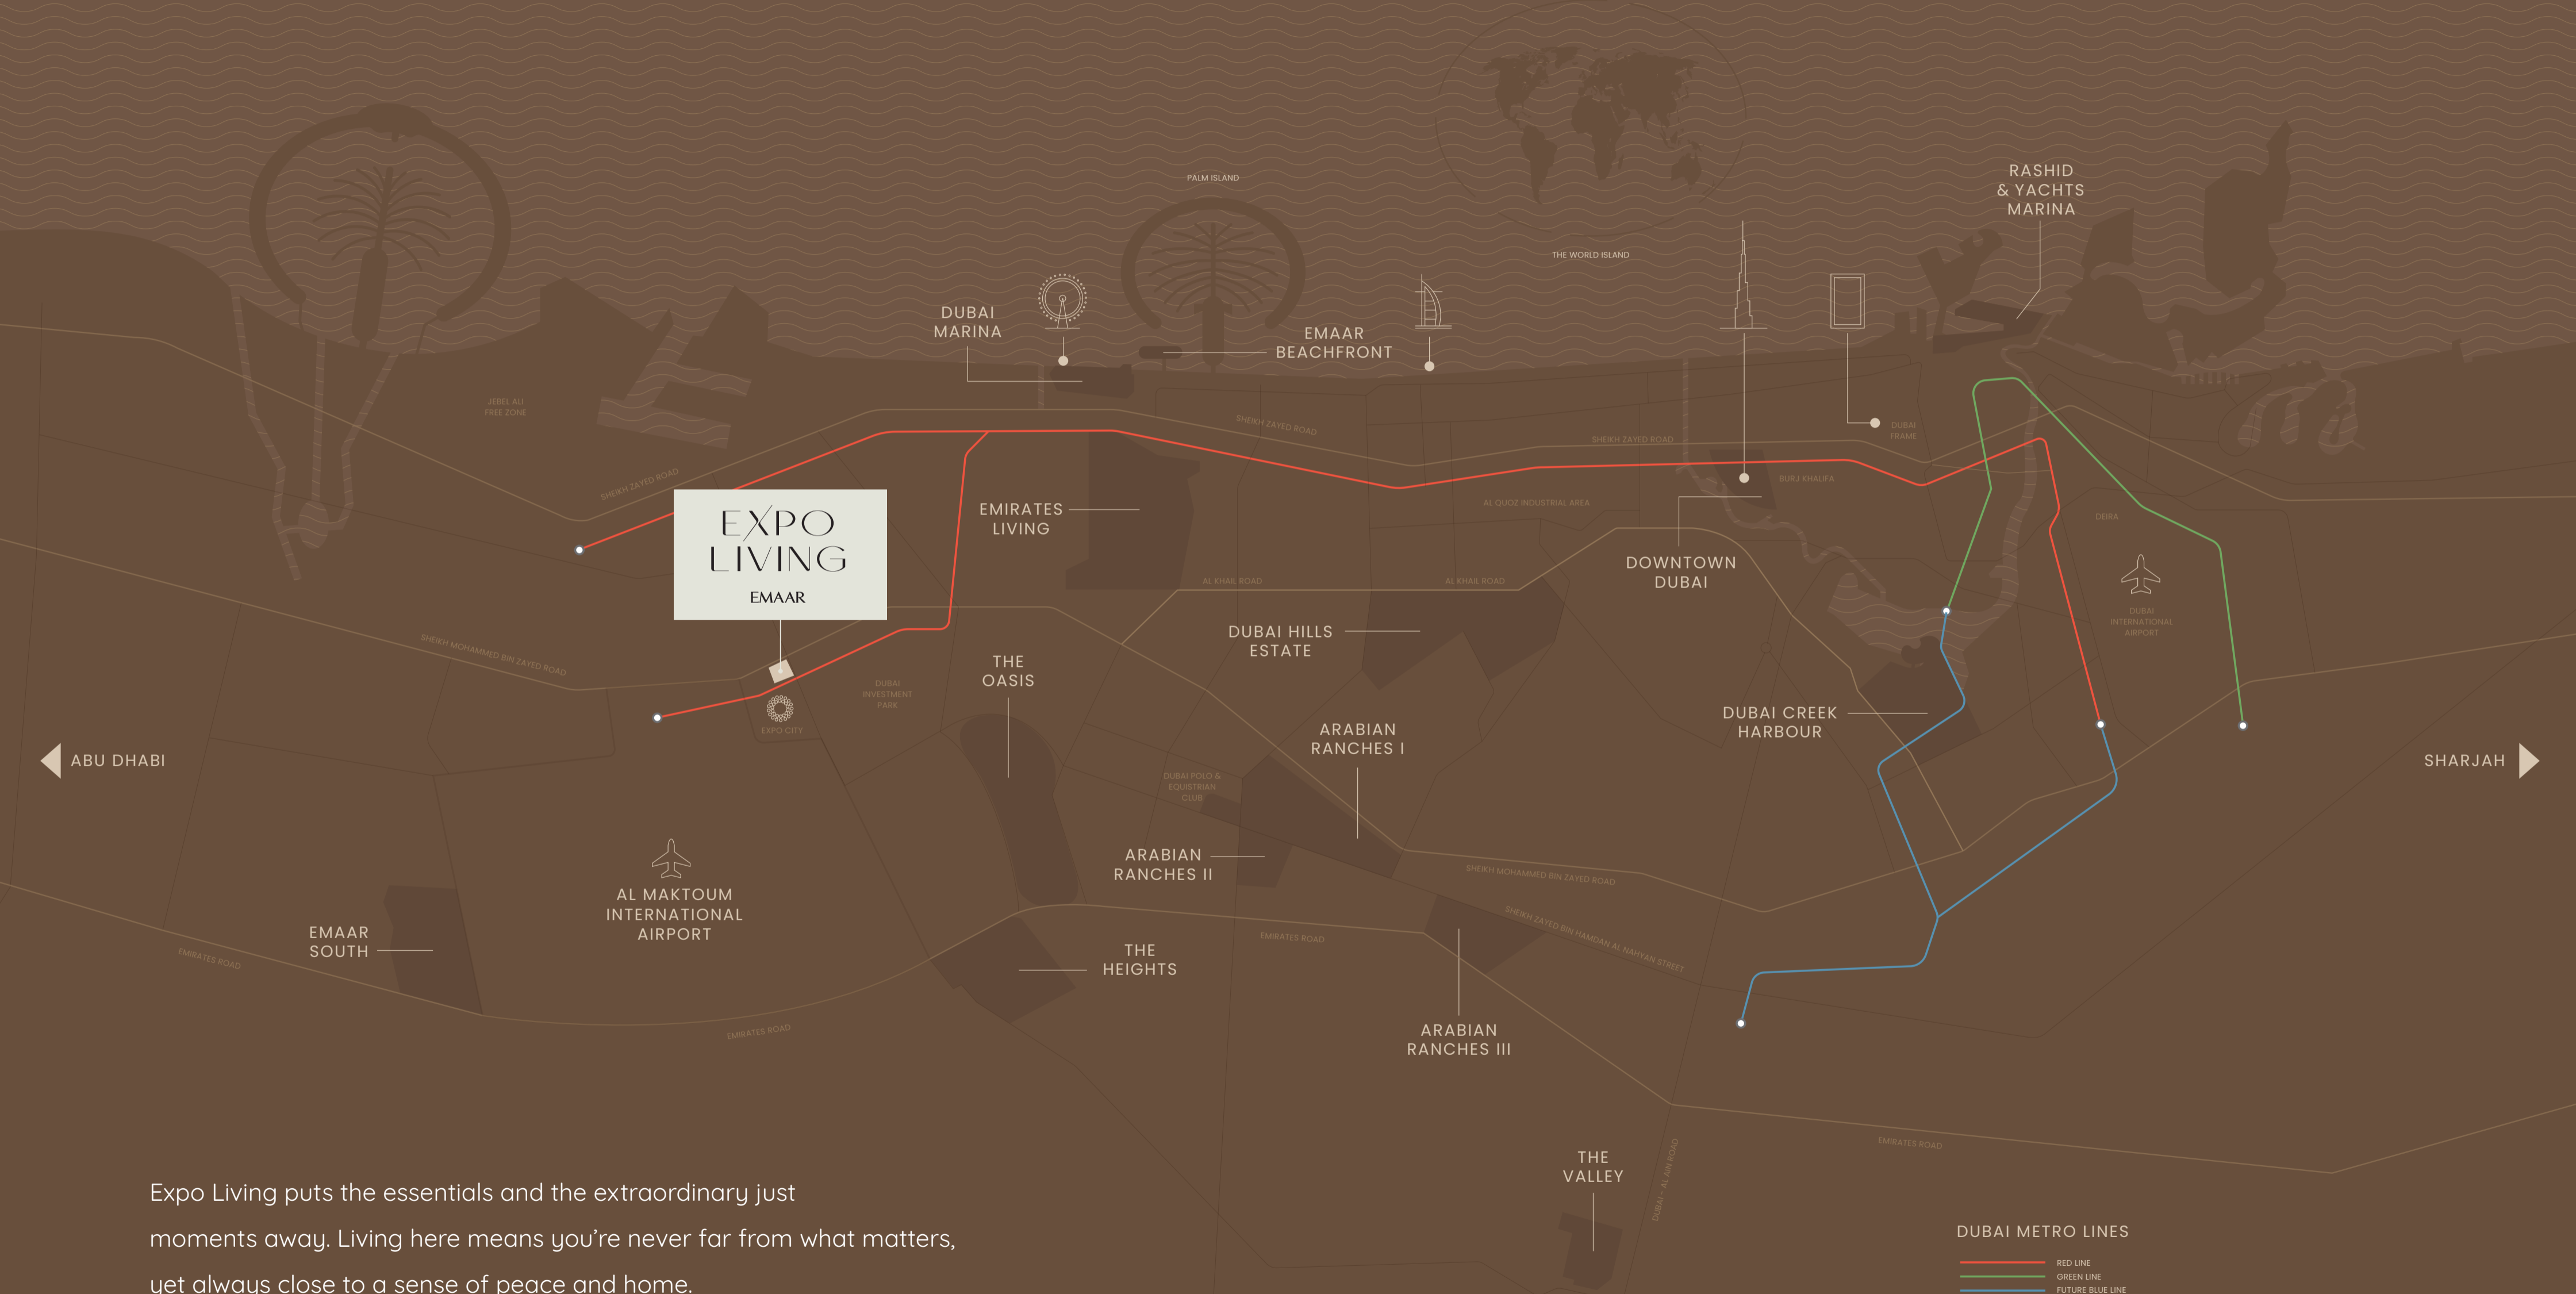 PALM ISLAND
THE WORLD ISLAND
RASHID
& YACHTS
MARINA
DUBAI
MARINA
EMAAR
BEACHFRONT
JEBEL ALI
FREE ZONE
SHEIKH ZAYED ROAD
SHEIKH ZAYED ROAD
SHEIKH ZAYED ROAD
DUBAI
FRAME
BURJ KHALIFA
AL QUOZ INDUSTRIAL AREA
DEIRA
EXPO
LIVING
EMAAR
EMIRATES
LIVING
DOWNTOWN
DUBAI
AL KHAIL ROAD
AL KHAIL ROAD
DUBAI
INTERNATIONAL
AIRPORT
SHEIKH MOHAMMED BIN ZAYED ROAD
DUBAI HILLS
ESTATE
THE
OASIS
DUBAI
INVESTMENT
PARK
EXPO CITY
ARABIAN
RANCHES I
DUBAI CREEK
HARBOUR
ABU DHABI
SHARJAH
DUBAI POLO &
EQUESTRIAN
CLUB
ARABIAN
RANCHES II
SHEIKH MOHAMMED BIN ZAYED ROAD
AL MAKTOUM
INTERNATIONAL
AIRPORT
EMAAR
SOUTH
EMIRATES ROAD
EMIRATES ROAD
SHEIKH ZAYED BIN HAMDAN AL NAHYAN STREET
THE
HEIGHTS
EMIRATES ROAD
ARABIAN
RANCHES III
EMIRATES ROAD
THE
VALLEY
DUBAI - AL AIN ROAD
Expo Living puts the essentials and the extraordinary just
moments away. Living here means you’re never far from what matters,
yet always close to a sense of peace and home.
DUBAI METRO LINES
RED LINE
GREEN LINE
FUTURE BLUE LINE